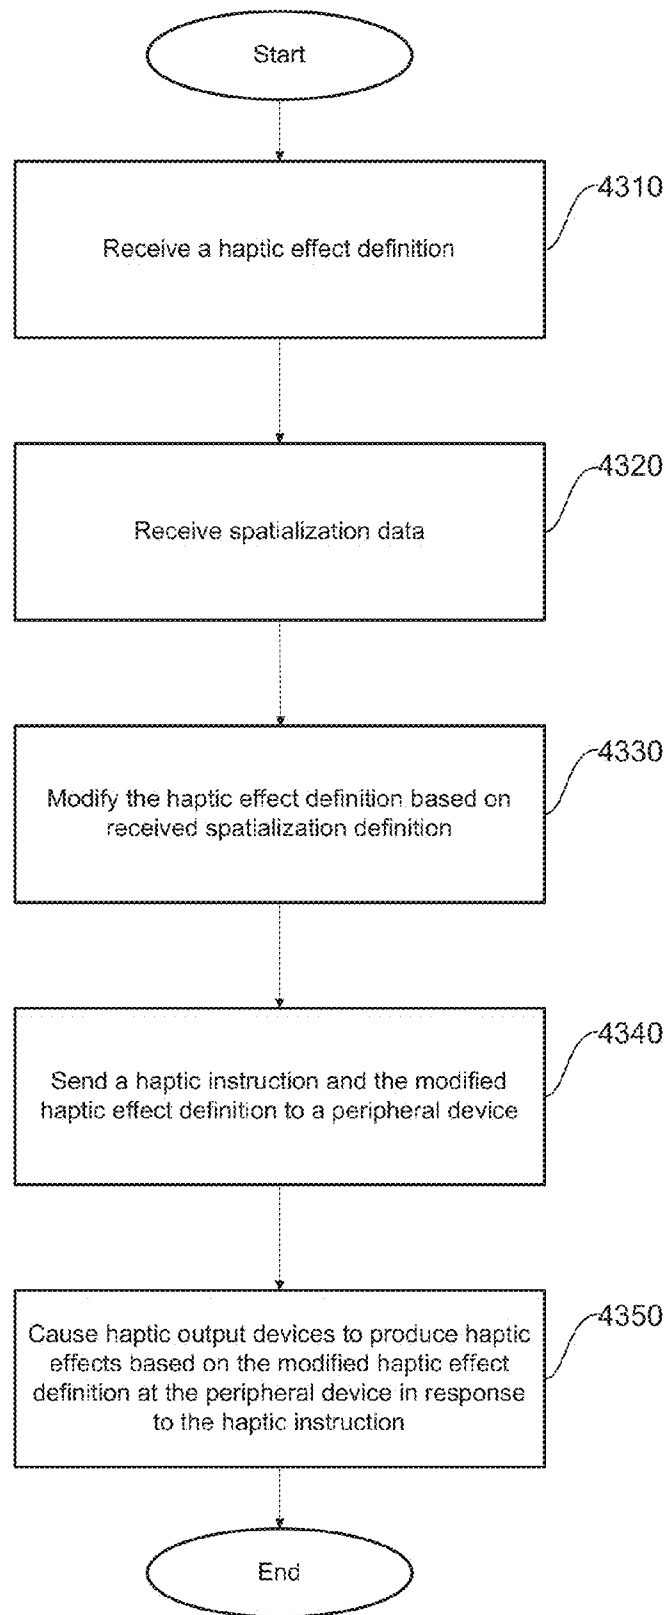 Start
4310
Receive a haptic effect definition
4320
Receive spatialization data
4330
Modify the haptic effect definition based on
received spatialization definition
4340
Send a haptic instruction and the modified
haptic effect definition to a peripheral device
4350
Cause haptic output devices to produce haptic
effects based on the modified haptic effect
definition at the peripheral device in response
to the haptic instruction
End